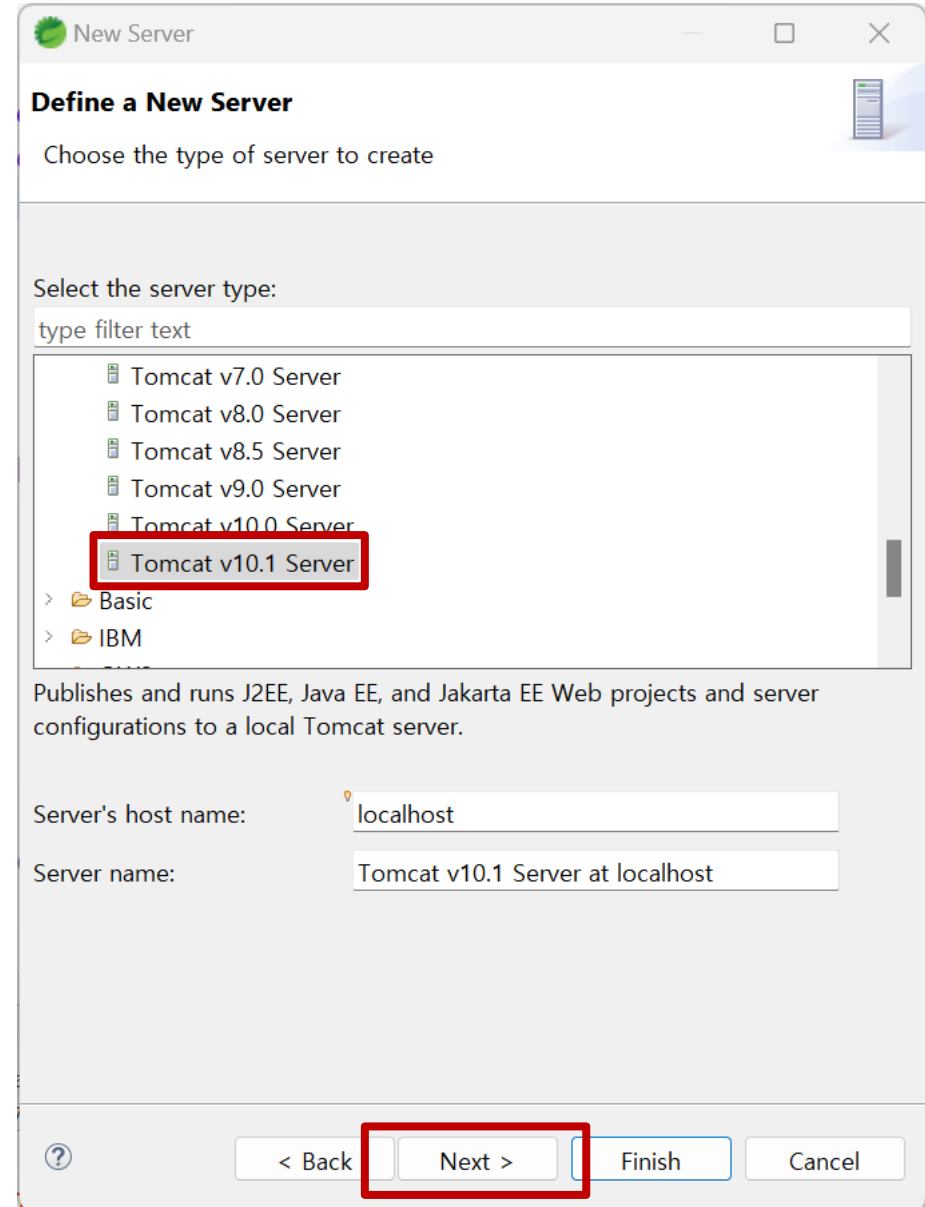 New Server
Define a New Server
Choose the type of server to create
Select the server type:
type filter text
Tomcat v7.0 Server
Tomcat v8.0 Server
Tomcat v8.5 Server
Tomcat v9.0 Server
Tomcat v10.0 Server
Tomcat v10.1 Server
Basic
IBM
Publishes and runs J2EE, Java EE, and Jakarta EE Web projects and server
configurations to a local Tomcat server.
Server's host name: localhost
Server name: Tomcat v10.1 Server at localhost
< Back Next > Finish Cancel